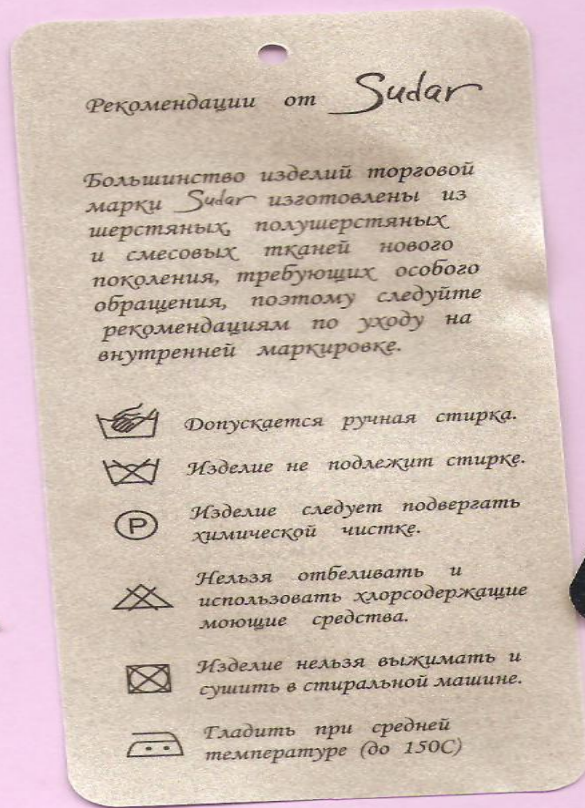 Рекомендации от Sudar
Большинство изделий торговой
марки Sudar изготовлены из
шерстяных, полушерстяных
и смесовых тканей нового
поколения, требующих особого
обращения, поэтому следуйте
рекомендациям по уходу на
внутренней маркировке.
Допускается ручная стирка.
Изделие не подлежит стирке.
P
Изделие следует подвергать
химической чистке.
Нельзя отбеливать и
использовать хлорсодержащие
моющие средства.
Изделие нельзя выжимать и
сушить в стиральной машине.
Гладить при средней
температуре (до 150С)